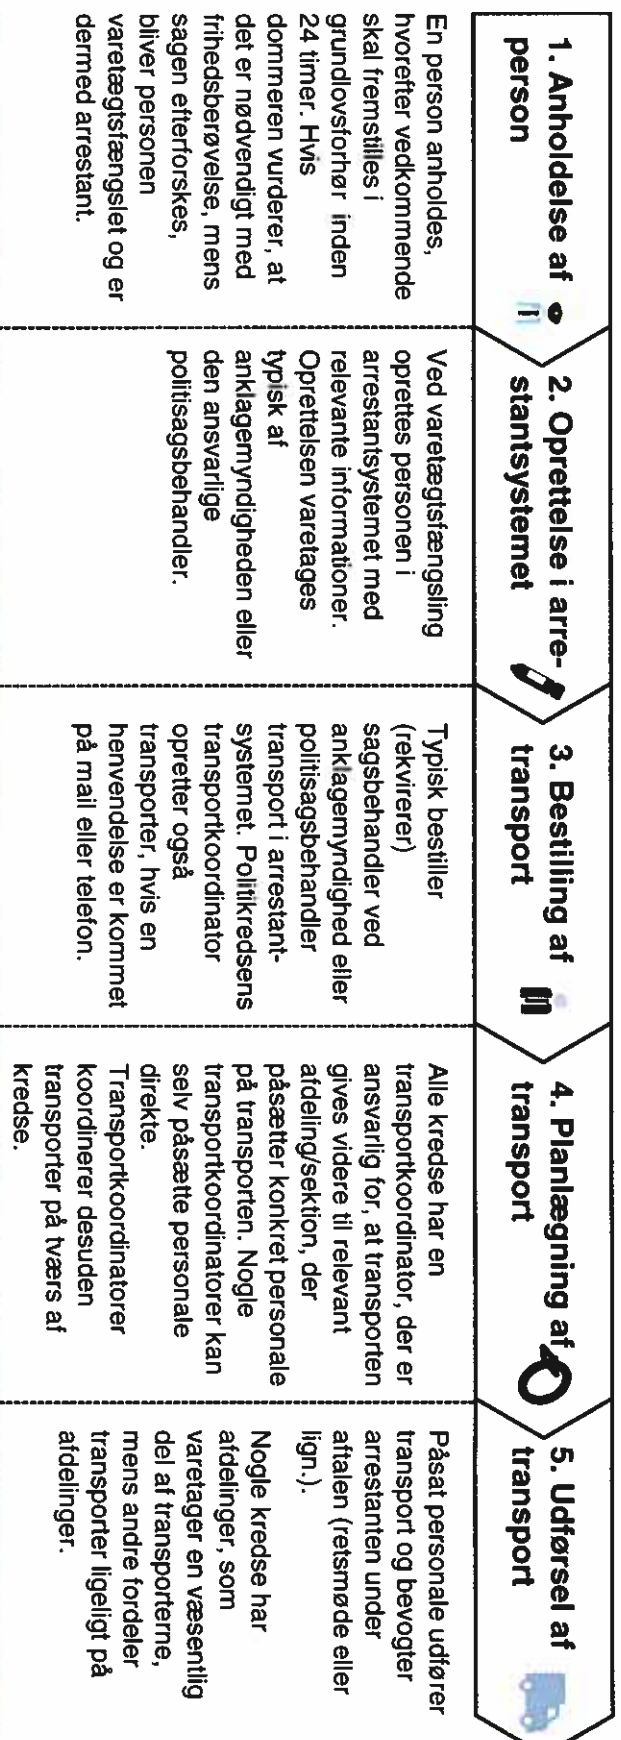 1. Anholdelse af
person
En person anholdes,
hvorefter vedkommende
skal fremstilles i
grundlovsforhør inden
24 timer. Hvis
dommeren vurderer, at
det er nødvendigt med
frihedsberøvelse, mens
sagen efterforskes,
bliver personen
varetægtsfængslet og er
dermed arrestant.
2. Oprettelse i arre-
stantsystemet
Ved varetægtsfængsling
oprettes personen i
arrestantsystemet med
relevante informationer.
Oprettelsen varetages
typisk af
anklagemyndigheden eller
den ansvarlige
politisagsbehandler.
3. Bestilling af
transport
Typisk bestiller
(rekvirerer)
sagsbehandler ved
anklagemyndighed eller
politisagsbehandler
transport i arrestant-
systemet. Politikredsens
transportkoordinator
opretter også
transporter, hvis en
henvendelse er kommet
på mail eller telefon.
4. Planlægning af
transport
Alle kredse har en
transportkoordinator, der er
ansvarlig for, at transporten
gives videre til relevant
afdeling/sektion, der
påsætter konkret personale
på transporten. Nogle
transportkoordinatorer kan
selv påsætte personale
direkte.
Transportkoordinatorer
koordinerer desuden
transporter på tværs af
kredse.
5. Udførsel af
transport
Påsat personale udfører
transport og bevogter
arrestanten under
aftalen (retsmøde eller
lign.).
Nogle kredse har
afdelinger, som
varetager en væsentlig
del af transporterne,
mens andre fordeler
transporter ligeligt på
afdelinger.